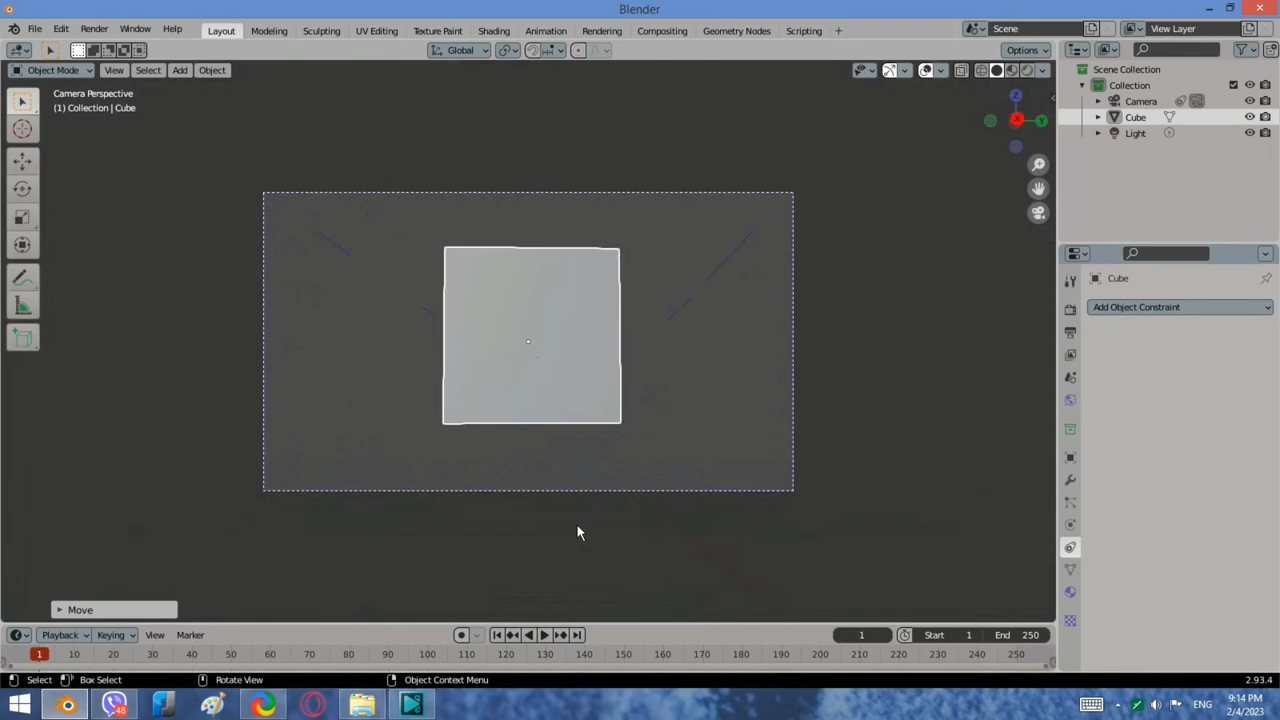 Blender
File Edit Render Window Help
Layout Modeling Sculpting UV Editing Texture Paint Shading Animation Rendering Compositing Geometry Nodes Scripting +
Scene
View Layer
Global
Options
Object Mode View Select Add Object
Camera Perspective
(1) Collection | Cube
Z
X
Y
Scene Collection
Collection
Camera
Cube
Light
Cube
Add Object Constraint
Move
Playback Keying View Marker
1 Start 1 End 250
1 10 20 30 40 50 60 70 80 90 100 110 120 130 140 150 160 170 180 190 200 210 220 230 240 250
Select Box Select Rotate View Object Context Menu 2.93.4
48
ENG
9:14 PM
2/4/2023